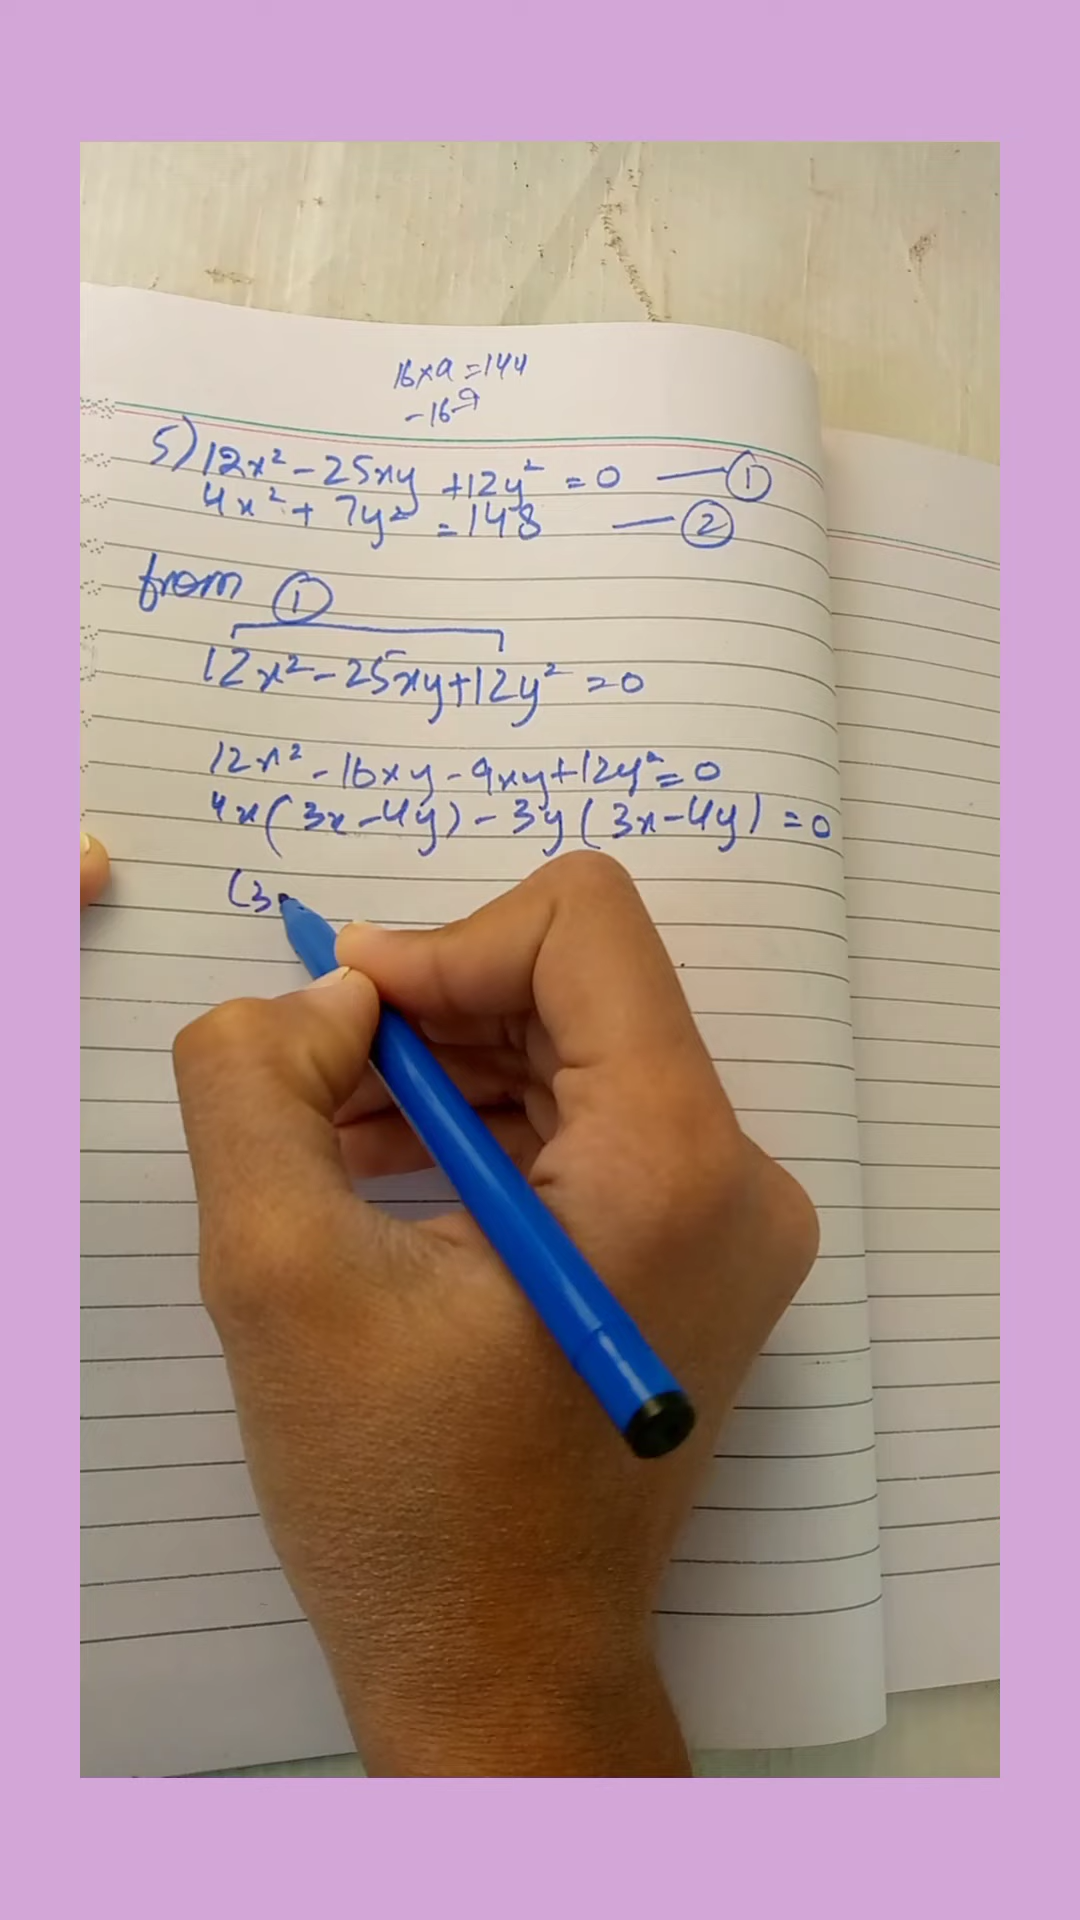 16×9=144
-16-9
5) 12x² - 25xy + 12y² = 0 — ①
4x² + 7y² = 148 — ②
from ①
12x² - 25xy + 12y² = 0
12x² - 16xy - 9xy + 12y² = 0
4x(3x-4y) - 3y(3x-4y) = 0
(3